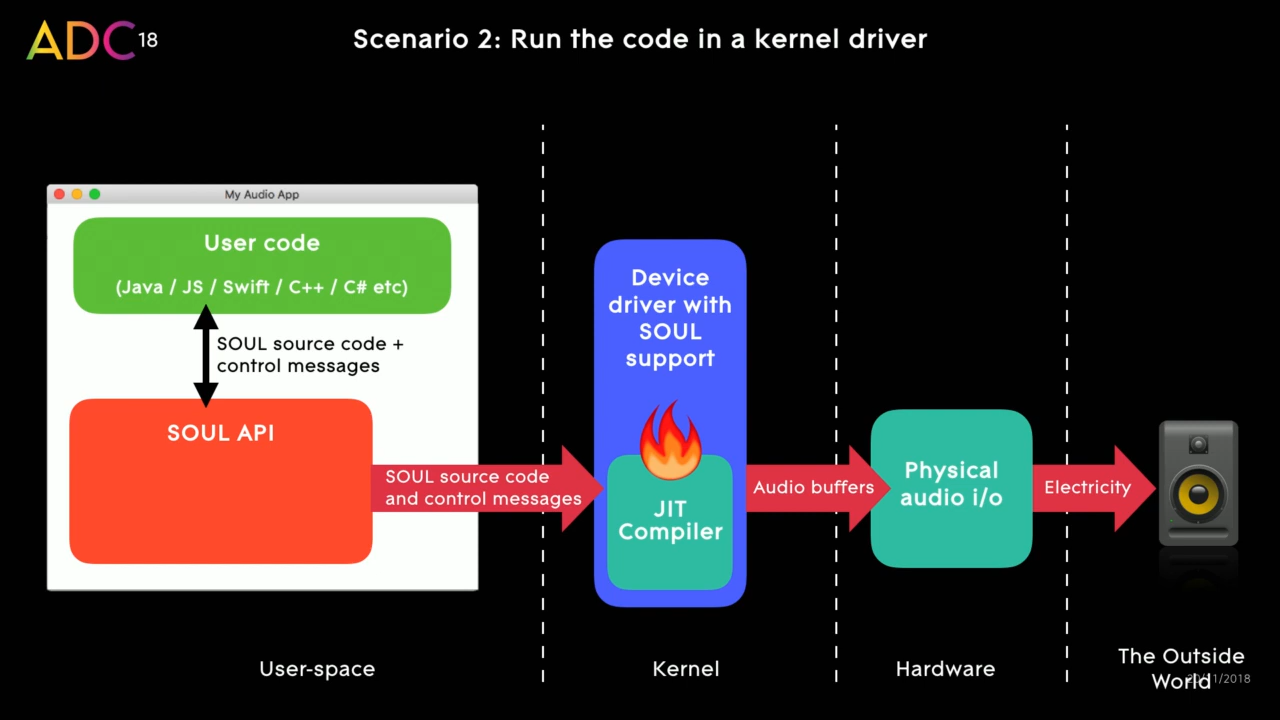 ADC18
Scenario 2: Run the code in a kernel driver
My Audio App
User code
(Java / JS / Swift / C++ / C# etc)
SOUL source code +
control messages
SOUL API
SOUL source code
and control messages
Device
driver with
SOUL
support
JIT
Compiler
Audio buffers
Physical
audio i/o
Electricity
User-space
Kernel
Hardware
The Outside
World